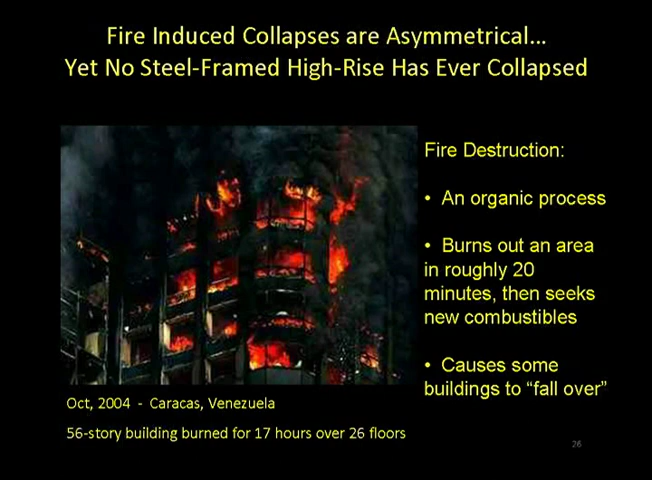 Fire Induced Collapses are Asymmetrical...
Yet No Steel-Framed High-Rise Has Ever Collapsed
Fire Destruction:
• An organic process
• Burns out an area
in roughly 20
minutes, then seeks
new combustibles
• Causes some
buildings to “fall over”
Oct, 2004 - Caracas, Venezuela
56-story building burned for 17 hours over 26 floors
26